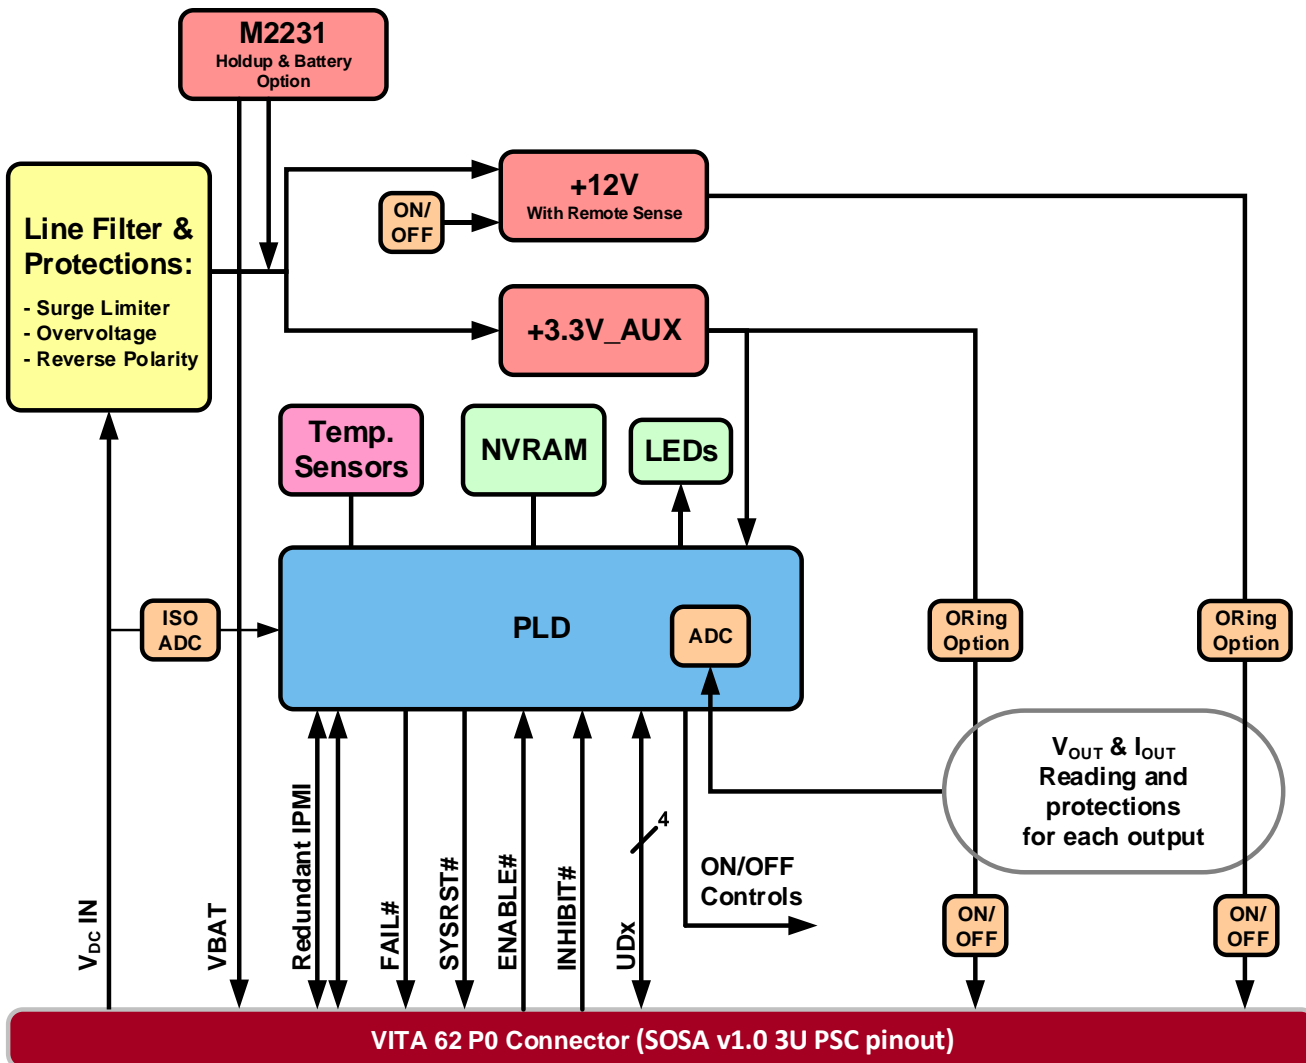 M2231
Holdup & Battery
Option
Line Filter &
Protections:
- Surge Limiter
- Overvoltage
- Reverse Polarity
ON/
OFF
+12V
With Remote Sense
+3.3V_AUX
Temp.
Sensors
NVRAM
LEDs
ISO
ADC
PLD
ADC
ORing
Option
ORing
Option
VOUT & IOUT
Reading and
protections
for each output
VDC IN
VBAT
Redundant IPMI
FAIL#
SYSRST#
ENABLE#
INHIBIT#
UDx
4
ON/OFF
Controls
ON/
OFF
ON/
OFF
VITA 62 P0 Connector (SOSA v1.0 3U PSC pinout)